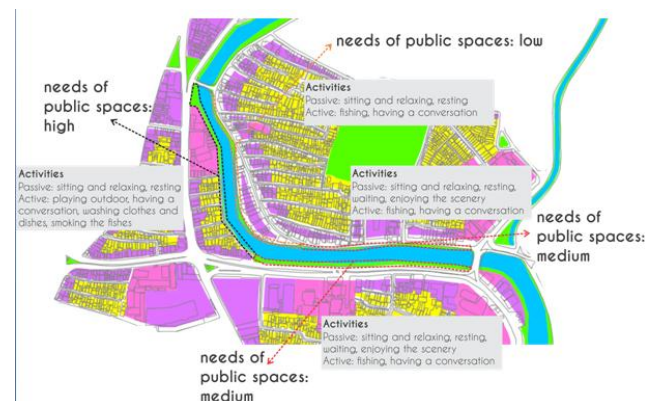 needs of public spaces: low
Activities
Passive: sitting and relaxing, resting
Active: fishing, having a conversation
needs of
public spaces:
high
Activities
Passive: sitting and relaxing, resting
Active: playing outdoor, having a
conversation, washing clothes and
dishes, smoking the fishes
Activities
Passive: sitting and relaxing, resting,
waiting, enjoying the scenery
Active: fishing, having a conversation
needs of
public spaces:
medium
Activities
Passive: sitting and relaxing, resting,
waiting, enjoying the scenery
Active: fishing, having a conversation
needs of
public spaces:
medium